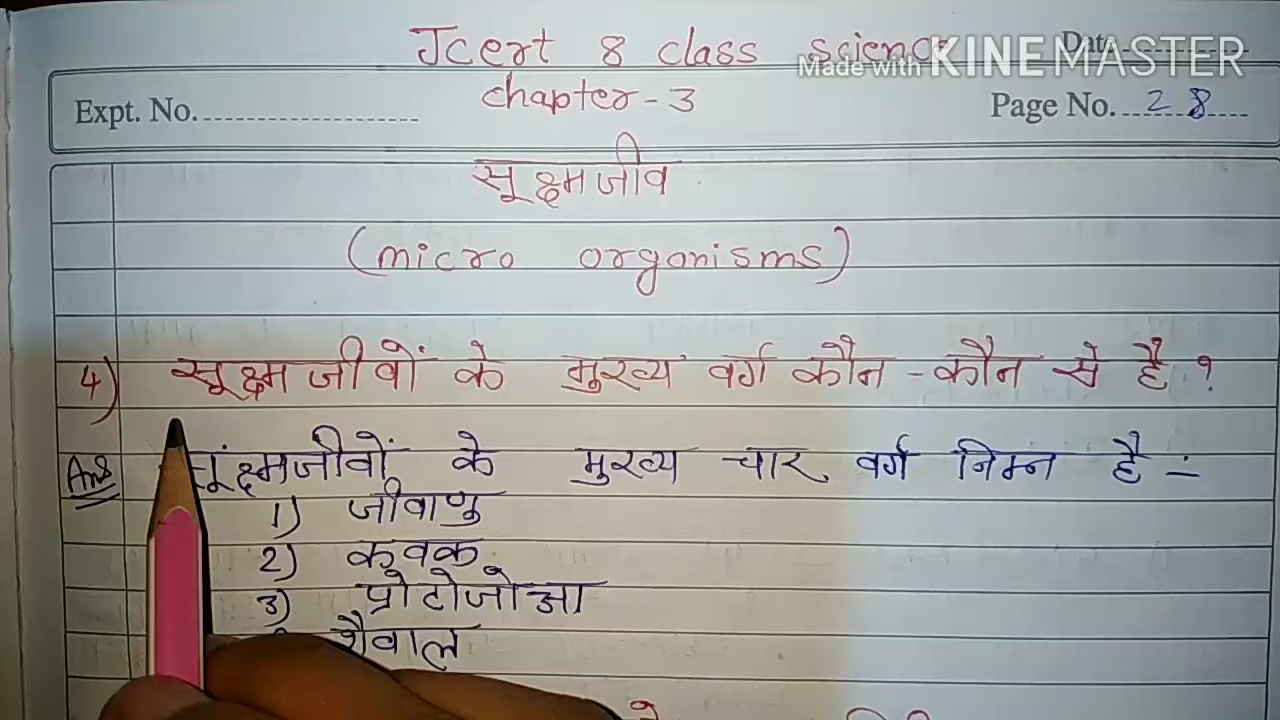 Jcert 8 class science
Made with KINEMASTER
Date
Expt. No.
chapter-3
Page No. 28
सूक्ष्मजीव
(micro organisms)
4) सूक्ष्मजीवों के मुख्य वर्ग कौन-कौन से है ?
Ans सूंक्ष्मजीवों के मुख्य चार वर्ग निम्न है :-
1) जीवाणु
2) कवक
3) प्रोटोजोआ
शैवाल